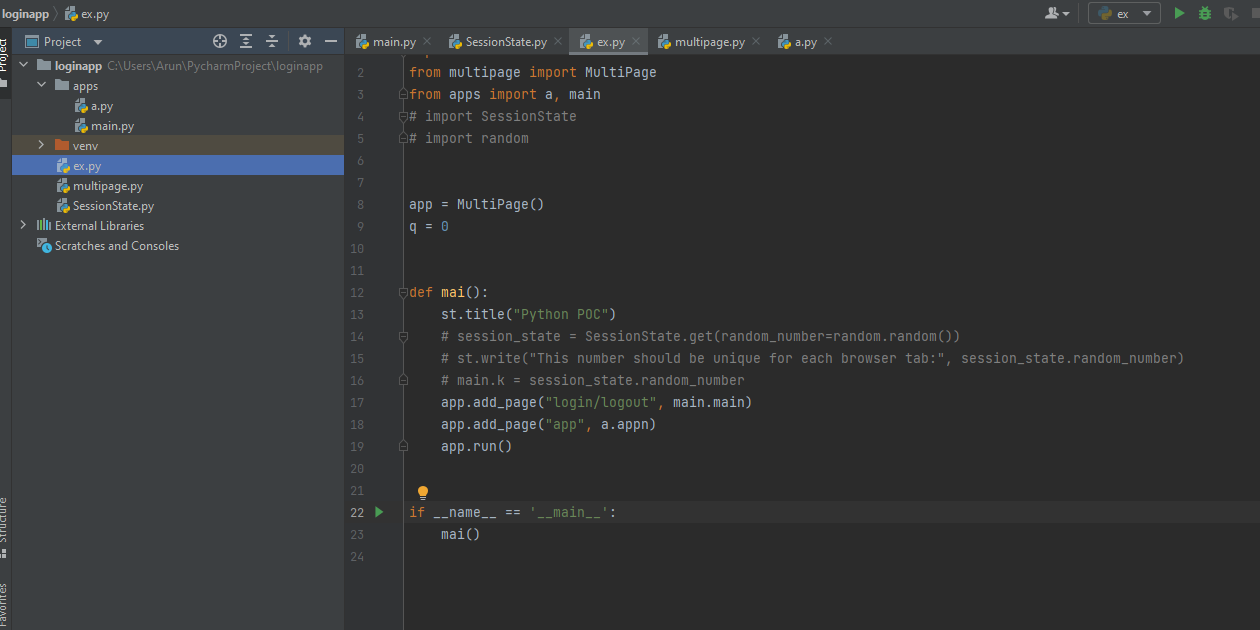 loginapp ex.py
ex
Project
main.py SessionState.py ex.py multipage.py a.py
Project
loginapp C:\Users\Arun\PycharmProject\loginapp
apps
a.py
main.py
venv
ex.py
multipage.py
SessionState.py
External Libraries
Scratches and Consoles
Structure
Favorites
2 from multipage import MultiPage
3 from apps import a, main
4 # import SessionState
5 # import random
6
7
8 app = MultiPage()
9 q = 0
10
11
12 def mai():
13 st.title("Python POC")
14 # session_state = SessionState.get(random_number=random.random())
15 # st.write("This number should be unique for each browser tab:", session_state.random_number)
16 # main.k = session_state.random_number
17 app.add_page("login/logout", main.main)
18 app.add_page("app", a.appn)
19 app.run()
20
21
22 if __name__ == '__main__':
23 mai()
24